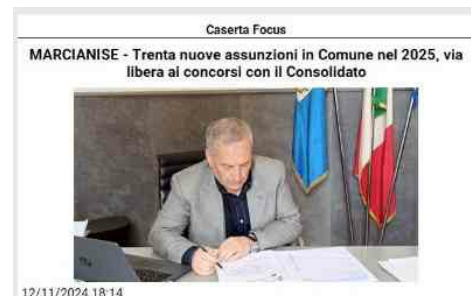 Caserta Focus
MARCIANISE - Trenta nuove assunzioni in Comune nel 2025, via
libera ai concorsi con il Consolidato
12/11/2024 18:14